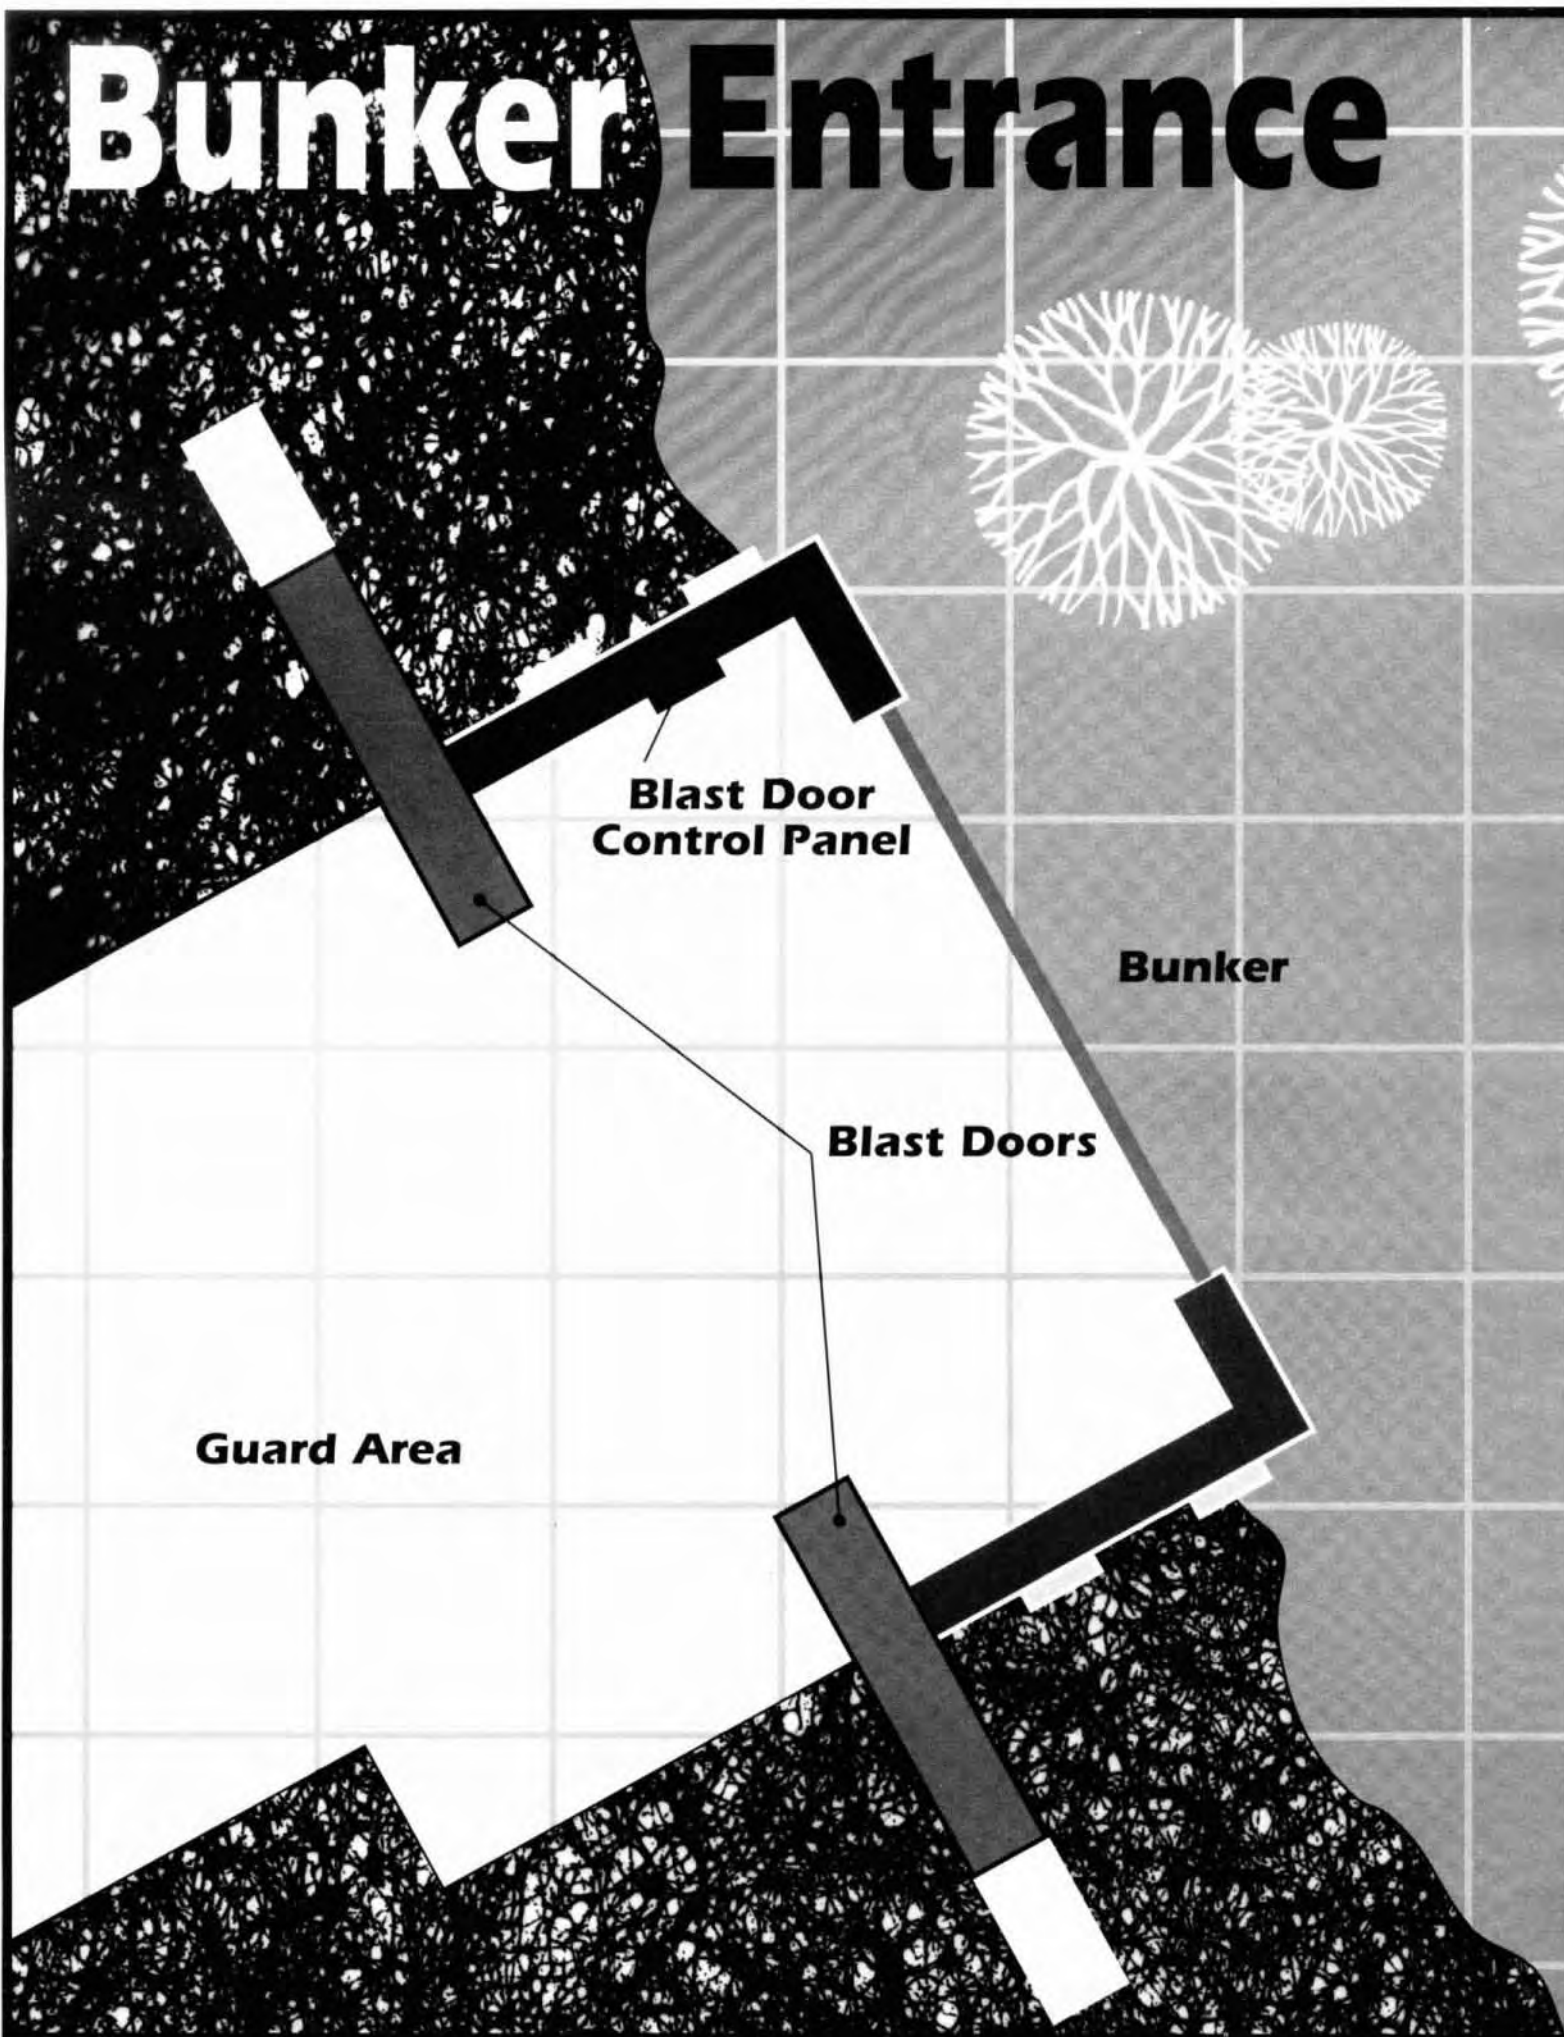 Bunker Entrance
Blast Door
Control Panel
Bunker
Blast Doors
Guard Area